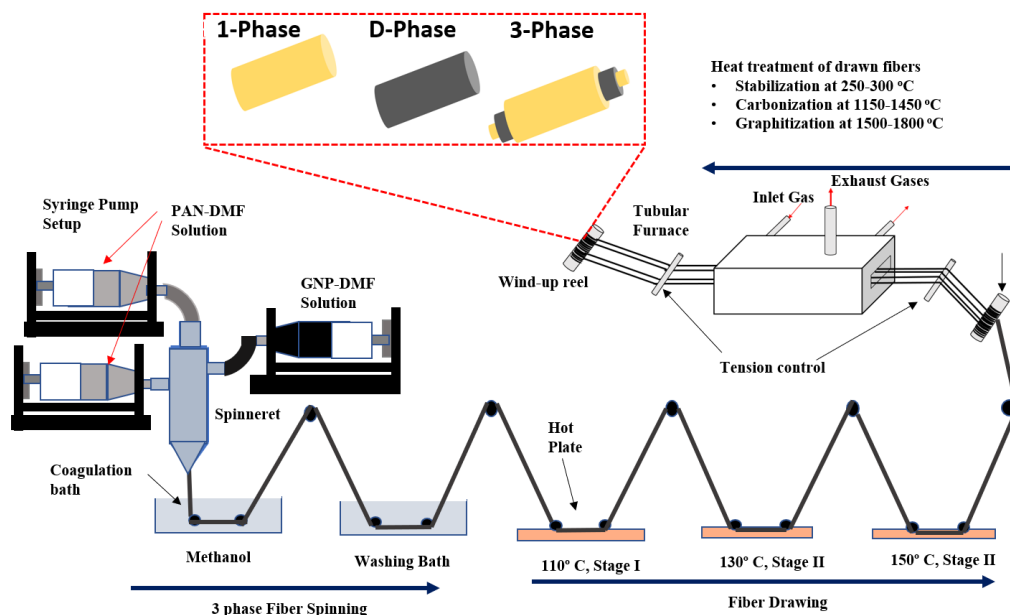 1-Phase
D-Phase
3-Phase
Heat treatment of drawn fibers
• Stabilization at 250-300 ºC
• Carbonization at 1150-1450 ºC
• Graphitization at 1500-1800 ºC
Syringe Pump
Setup
PAN-DMF
Solution
GNP-DMF
Solution
Wind-up reel
Tubular
Furnace
Inlet Gas
Exhaust Gases
Tension control
Spinneret
Coagulation
bath
Hot
Plate
Methanol
Washing Bath
110º C, Stage I
130º C, Stage II
150º C, Stage II
3 phase Fiber Spinning
Fiber Drawing